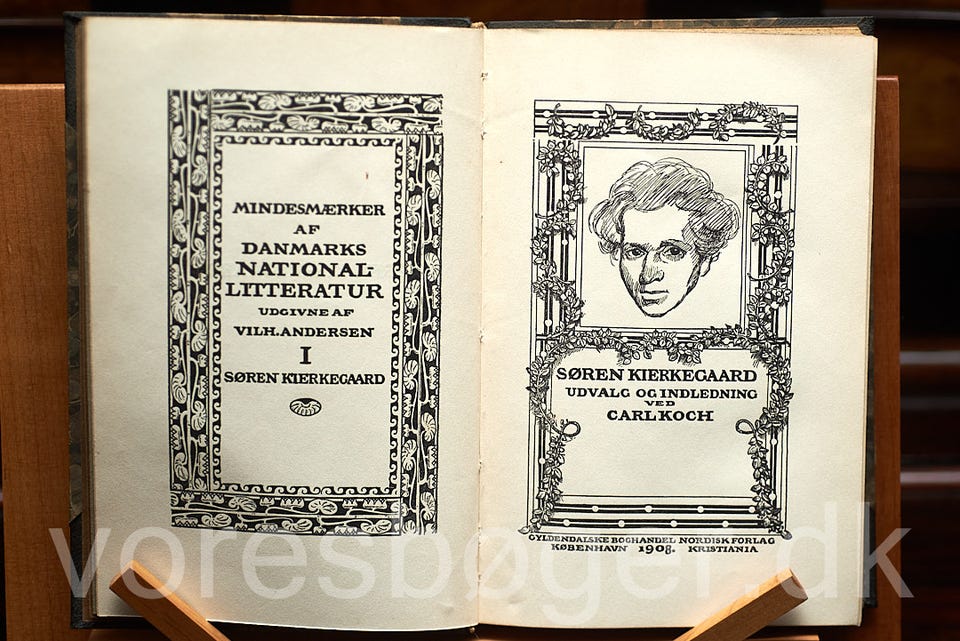 MINDESMÆRKER
AF
DANMARKS
NATIONAL-
LITTERATUR
UDGIVNE AF
VILH. ANDERSEN
I
SØREN KIERKEGAARD
SØREN KIERKEGAARD
UDVALG OG INDLEDNING
VED
CARL KOCH
GYLDENDALSKE BOGHANDEL NORDISK FORLAG
KØBENHAVN 1908. KRISTIANIA
voresbøger.dk